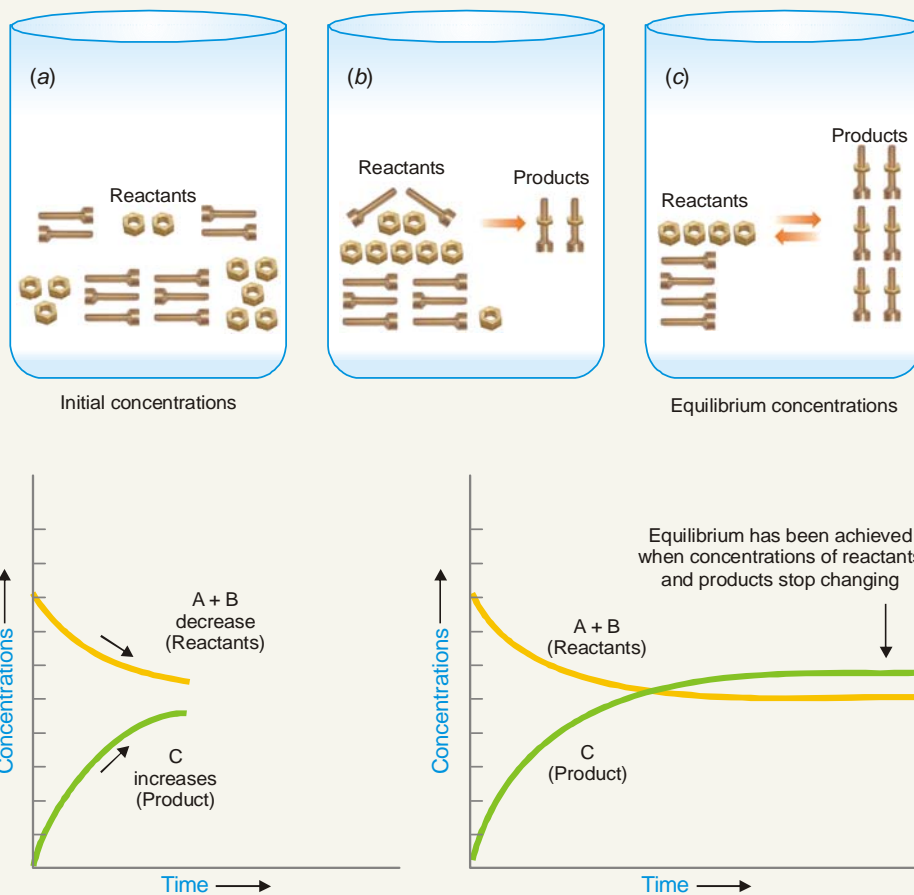 (a)
Reactants
Initial concentrations
(b)
Reactants
Products
(c)
Products
Reactants
Equilibrium concentrations
Concentrations
A + B
decrease
(Reactants)
C
increases
(Product)
Time
Concentrations
Equilibrium has been achieved
when concentrations of reactants
and products stop changing
A + B
(Reactants)
C
(Product)
Time